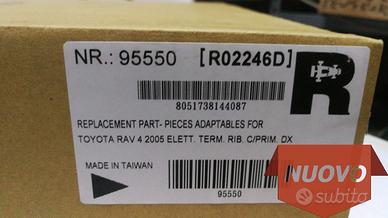 NR.: 95550 [R02246D]
8051738144087
R
REPLACEMENT PART- PIECES ADAPTABLES FOR
TOYOTA RAV 4 2005 ELETT. TERM. RIB. C/PRIM. DX
MADE IN TAIWAN
95550
NUOVO
subito